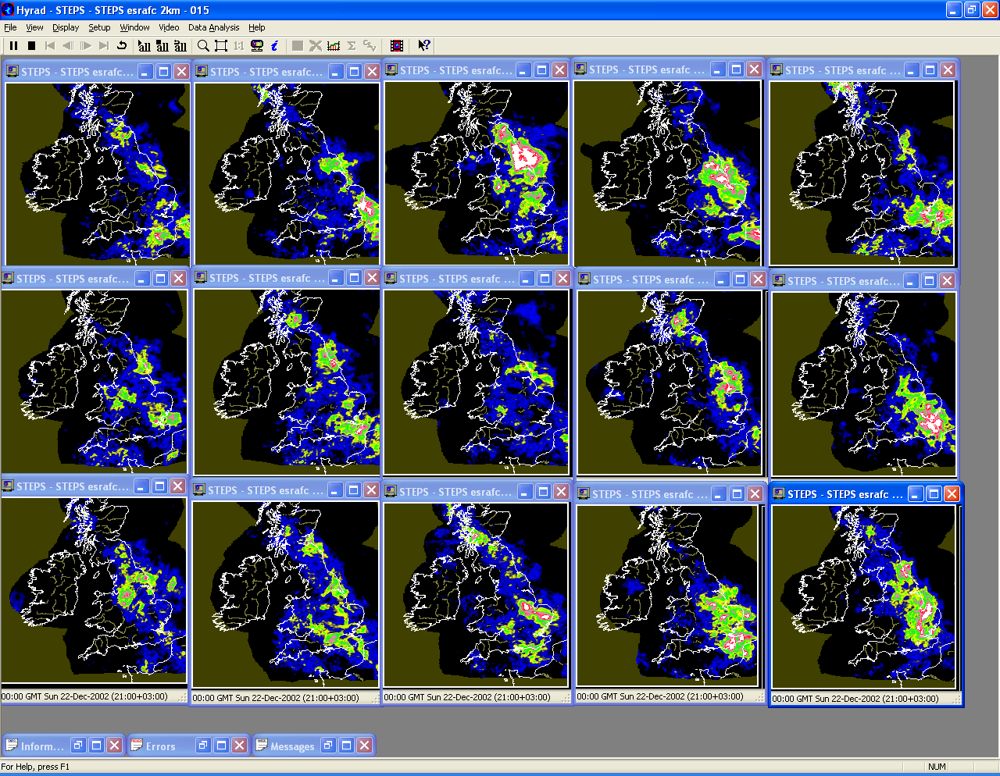 Hyrad - STEPS - STEPS esrafc 2km - 015
File View Display Setup Window Video Data Analysis Help
all all all 1:1 Σ
STEPS - STEPS esrafc... STEPS - STEPS esrafc... STEPS - STEPS esrafc... STEPS - STEPS esrafc ... STEPS - STEPS esrafc...
STEPS - STEPS esrafc... STEPS - STEPS esrafc ... STEPS - STEPS esrafc... STEPS - STEPS esrafc ... STEPS - STEPS esrafc...
STEPS - STEPS esrafc... STEPS - STEPS esrafc ... STEPS - STEPS esrafc... STEPS - STEPS esrafc ... STEPS - STEPS esrafc ...
00:00 GMT Sun 22-Dec-2002 (21:00+03:00) 00:00 GMT Sun 22-Dec-2002 (21:00+03:00) 00:00 GMT Sun 22-Dec-2002 (21:00+03:00) 00:00 GMT Sun 22-Dec-2002 (21:00+03:00) 00:00 GMT Sun 22-Dec-2002 (21:00+03:00)
Inform... Errors Messages
For Help, press F1 NUM